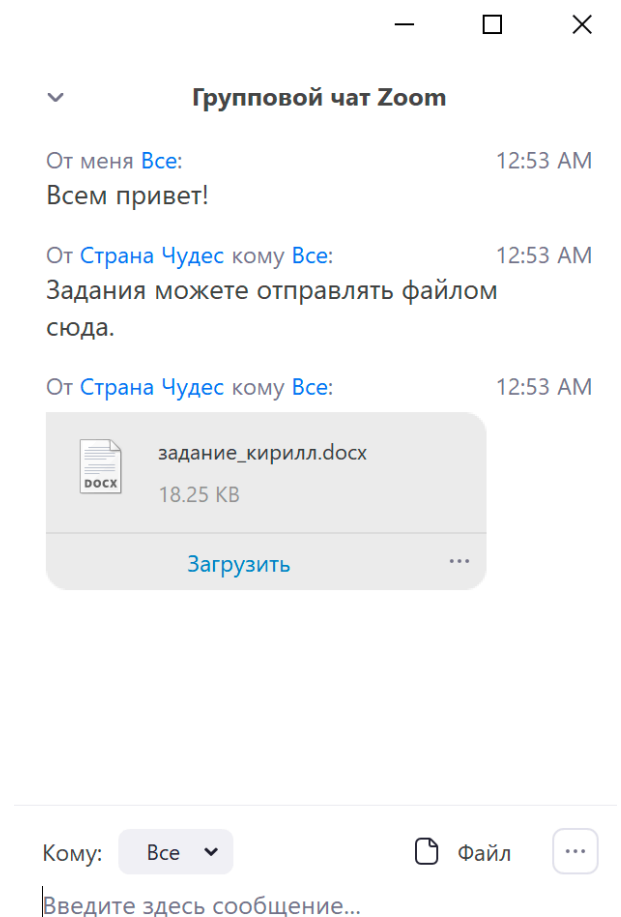 Групповой чат Zoom
От меня Все: 12:53 AM
Всем привет!
От Страна Чудес кому Все: 12:53 AM
Задания можете отправлять файлом
сюда.
От Страна Чудес кому Все: 12:53 AM
задание_кирилл.docx
DOCX
18.25 KB
Загрузить
Кому: Все Файл
Введите здесь сообщение...